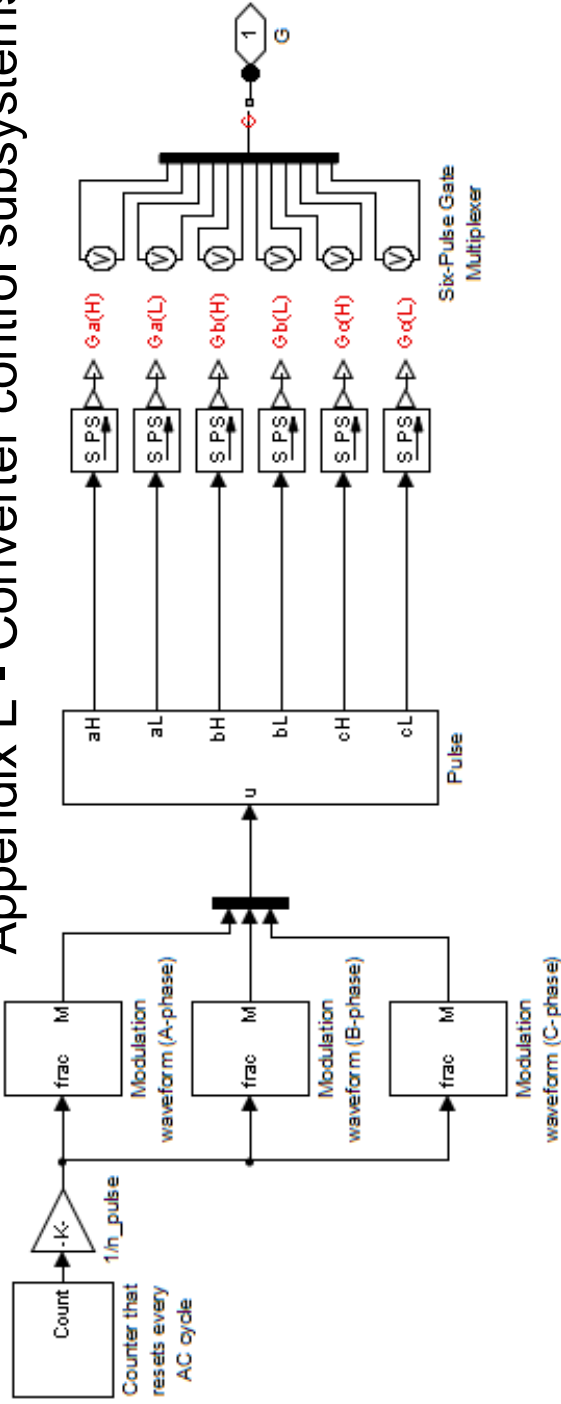 Appendix E - Converter control subsystems
Count
Counter that
resets every
AC cycle
-K-
1/n_pulse
frac
M
Modulation
waveform (A-phase)
frac
M
Modulation
waveform (B-phase)
frac
M
Modulation
waveform (C-phase)
u
aH
aL
bH
bL
cH
cL
Pulse
S PS
S PS
S PS
S PS
S PS
S PS
Ga(H)
Ga(L)
Gb(H)
Gb(L)
Gc(H)
Gc(L)
V
V
V
V
V
V
Six-Pulse Gate
Multiplexer
1
G